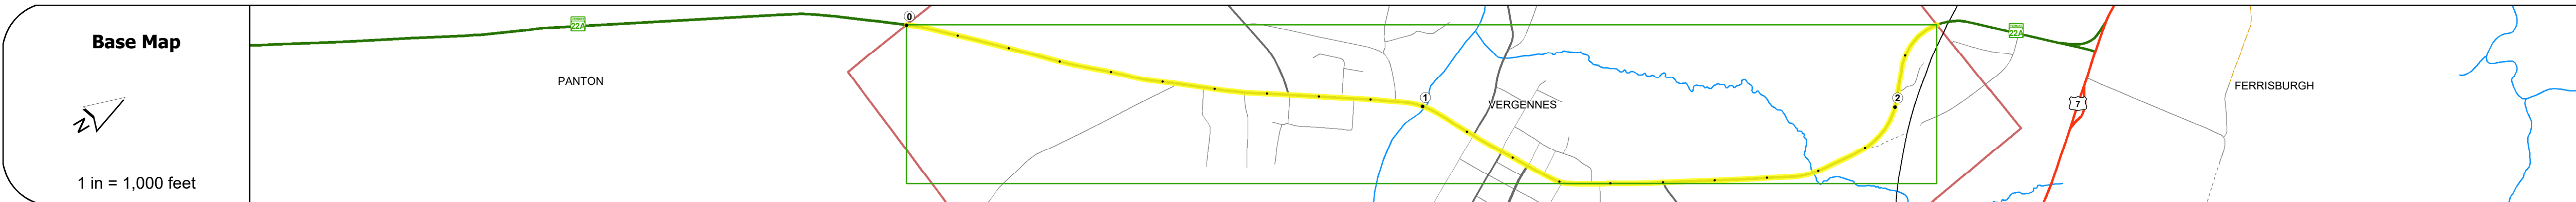 Base Map
N
1 in = 1,000 feet
22A
PANTON
0
1
VERGENNES
2
22A
7
FERRISBURGH